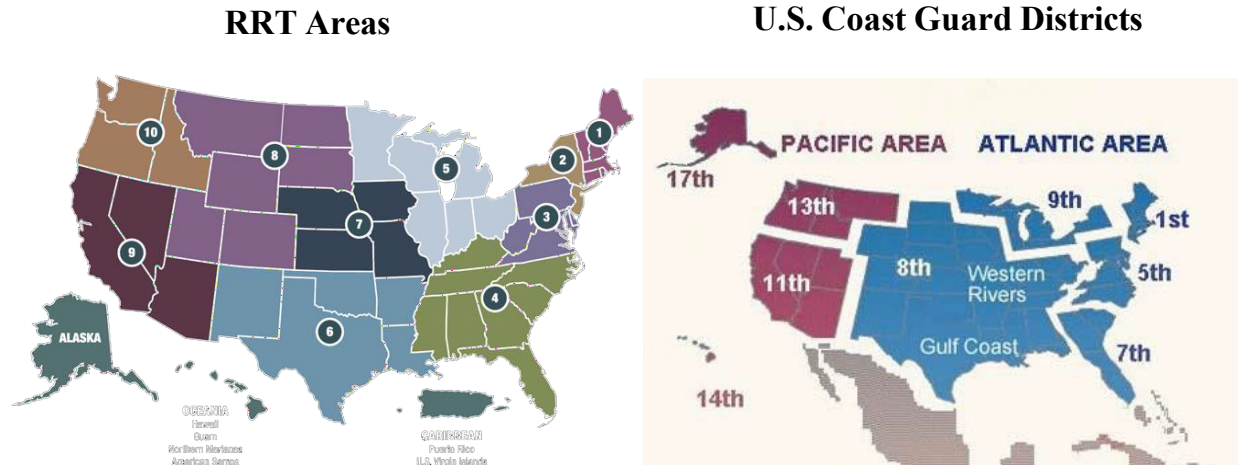 RRT Areas
10
8
5
2
1
7
3
9
4
6
ALASKA
OCEANIA
Hawaii
Guam
Northern Marianas
American Samoa
CARIBBEAN
Puerto Rico
U.S. Virgin Islands
U.S. Coast Guard Districts
PACIFIC AREA
ATLANTIC AREA
17th
13th
9th
1st
11th
8th
Western
Rivers
5th
Gulf Coast
7th
14th